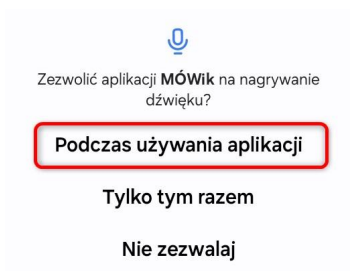 Zezwolić aplikacji MÓWik na nagrywanie
dźwięku?
Podczas używania aplikacji
Tylko tym razem
Nie zezwalaj